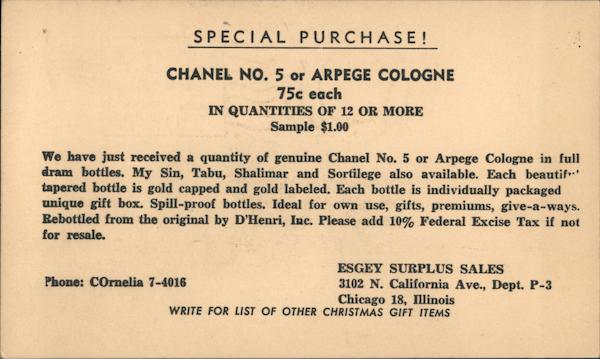 SPECIAL PURCHASE!
CHANEL NO. 5 or ARPEGE COLOGNE
75c each
IN QUANTITIES OF 12 OR MORE
Sample $1.00
We have just received a quantity of genuine Chanel No. 5 or Arpege Cologne in full
dram bottles. My Sin, Tabu, Shalimar and Sortilege also available. Each
tapered bottle is gold capped and gold labeled. Each bottle is individually packaged
unique gift box. Spill-proof bottles. Ideal for own use, gifts, premiums, give-a-ways.
Rebottled from the original by D'Henri, Inc. Please add 10% Federal Excise Tax if not
for resale.
ESGEY SURPLUS SALES
Phone: COrnelia 7-4016 3102 N. California Ave., Dept. P-3
Chicago 18, Illinois
WRITE FOR LIST OF OTHER CHRISTMAS GIFT ITEMS